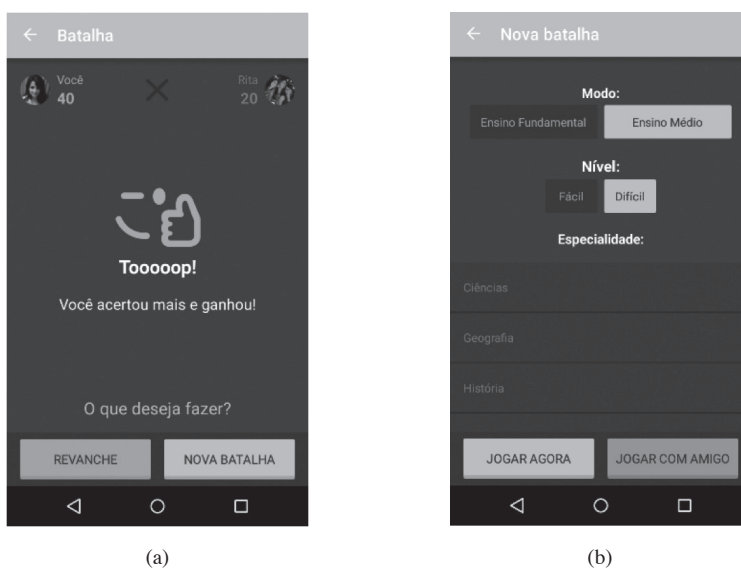 Batalha
Você
40
Rita
20
Tooooop!
Você acertou mais e ganhou!
O que deseja fazer?
REVANCHE
NOVA BATALHA
(a)
Nova batalha
Modo:
Ensino Fundamental
Ensino Médio
Nível:
Fácil
Difícil
Especialidade:
Ciências
Geografia
História
JOGAR AGORA
JOGAR COM AMIGO
(b)